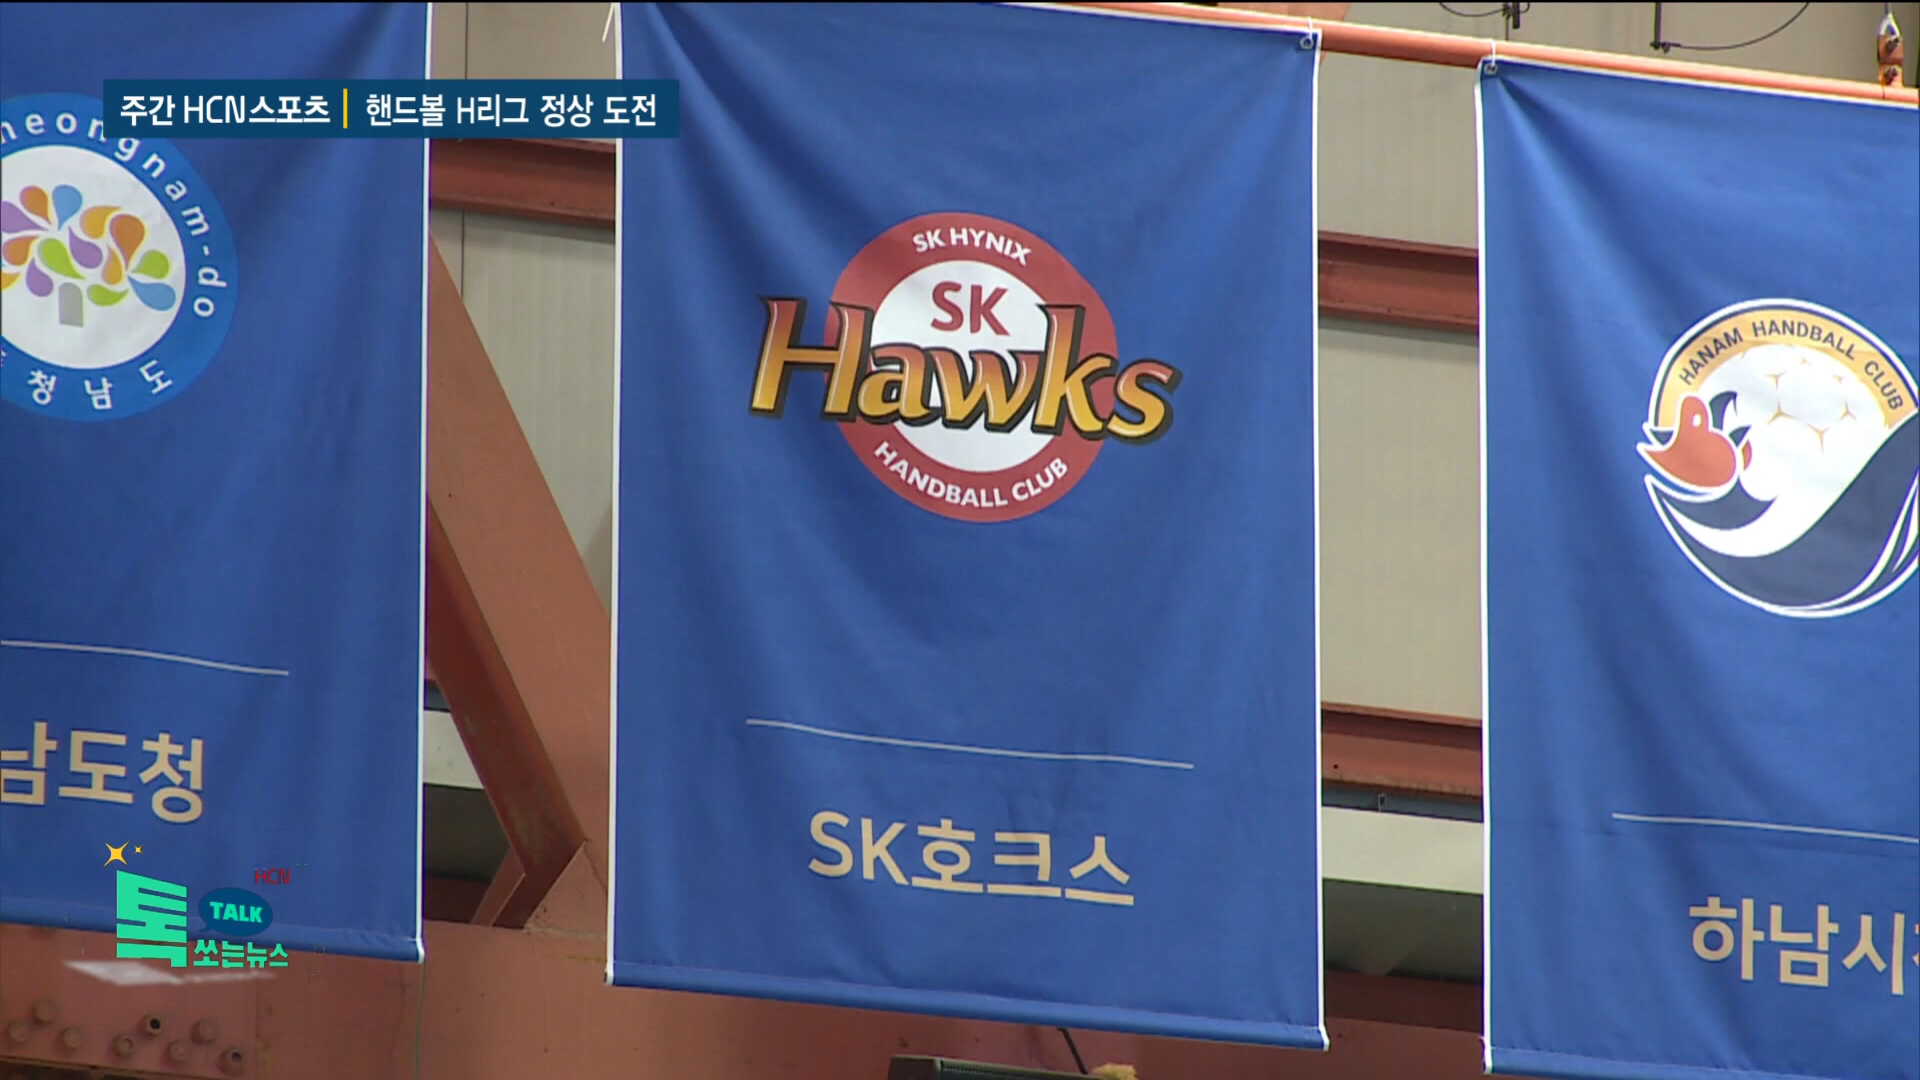 주간 HCN스포츠 | 핸드볼 H리그 정상 도전
heongnam-do
청남도
남도청
SK HYNIX
SK
Hawks
HANDBALL CLUB
SK호크스
HANAM HANDBALL CLUB
하남시
HCN
톡
TALK
쏘는뉴스